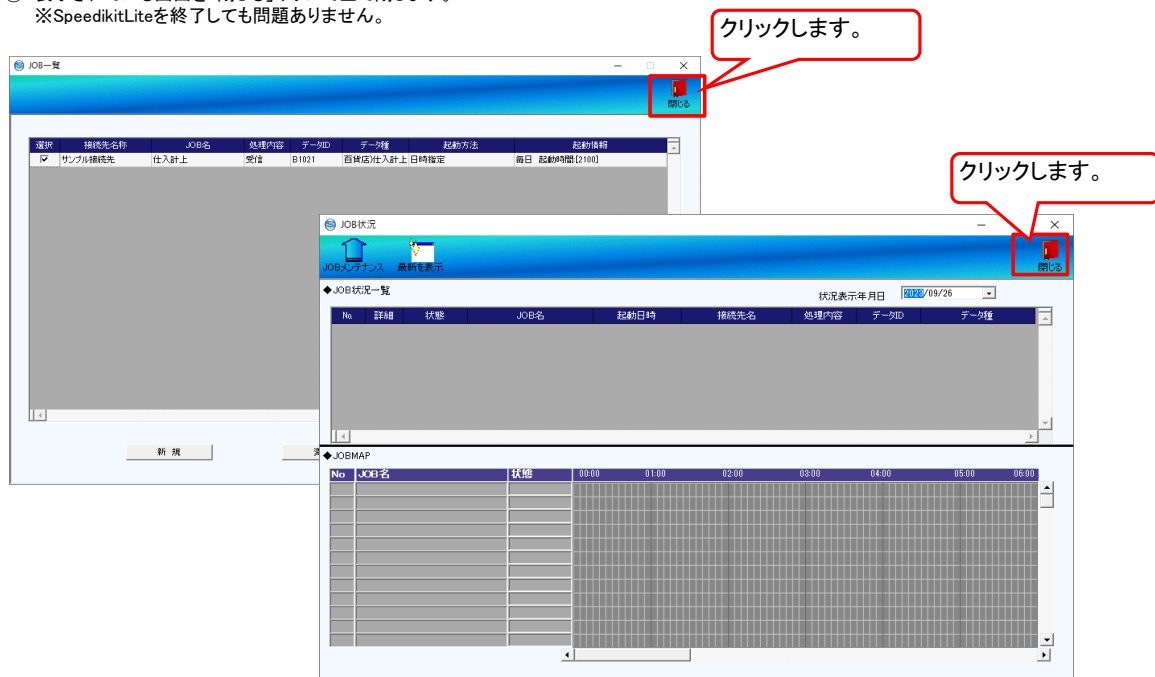 ※SpeedikitLiteを終了しても問題ありません。
クリックします。
JOB一覧
閉じる
選択 接続先名称 JOB名 処理内容 データID データ種 起動方法 起動情報
サンプル接続先 仕入計上 受信 B1021 百貨店)仕入計上 日時指定 毎日 起動時間:[2100]
新 規
クリックします。
JOB状況
JOBメンテナンス 最新を表示
閉じる
◆JOB状況一覧
状況表示年月日 2023/09/26
No. 詳細 状態 JOB名 起動日時 接続先名 処理内容 データID データ種
◆JOBMAP
No JOB名 状態 00:00 01:00 02:00 03:00 04:00 05:00 06:00